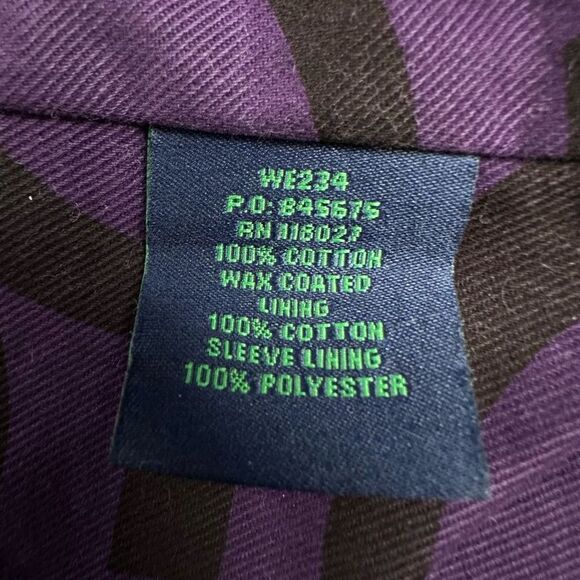 WE234
P.O: 845675
RN 116027
100% COTTON
WAX COATED
LINING
100% COTTON
SLEEVE LINING
100% POLYESTER